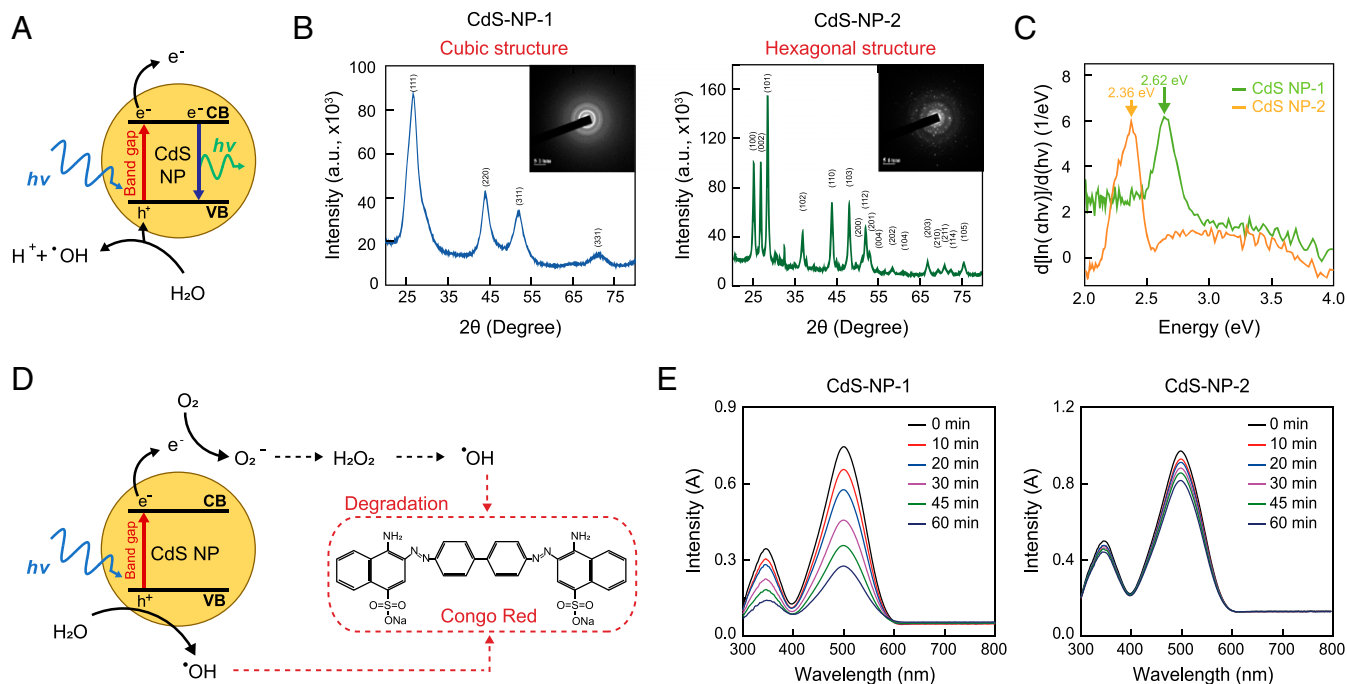 A
e⁻
e⁻
e⁻ CB
hν
Band gap
CdS
NP
hν
h⁺
VB
H⁺ + •OH
H₂O
B
CdS-NP-1
Cubic structure
Intensity (a.u., x10³)
100
80
60
40
20
0
(111)
(220)
(311)
(331)
25
35
45
55
65
75
2θ (Degree)
CdS-NP-2
Hexagonal structure
Intensity (a.u., x10³)
160
120
80
40
0
(100)
(002)
(101)
(102)
(110)
(103)
(200)
(112)
(201)
(004)
(202)
(104)
(203)
(210)
(211)
(114)
(105)
25
35
45
55
65
75
2θ (Degree)
C
d[ln( αhν)]/d(hν) (1/eV)
8
6
4
2
0
2.36 eV
2.62 eV
CdS NP-1
CdS NP-2
2.0
2.5
3.0
3.5
4.0
Energy (eV)
D
O₂
e⁻
O₂⁻
H₂O₂
•OH
e⁻
CB
hν
Band gap
CdS NP
h⁺
VB
H₂O
•OH
Degradation
NH₂
N=N
N=N
NH₂
O=S=O
ONa
O=S=O
ONa
Congo Red
E
CdS-NP-1
Intensity (A)
0.9
0.6
0.3
0.0
0 min
10 min
20 min
30 min
45 min
60 min
300
400
500
600
700
800
Wavelength (nm)
CdS-NP-2
Intensity (A)
1.2
0.8
0.4
0.0
0 min
10 min
20 min
30 min
45 min
60 min
300
400
500
600
700
800
Wavelength (nm)